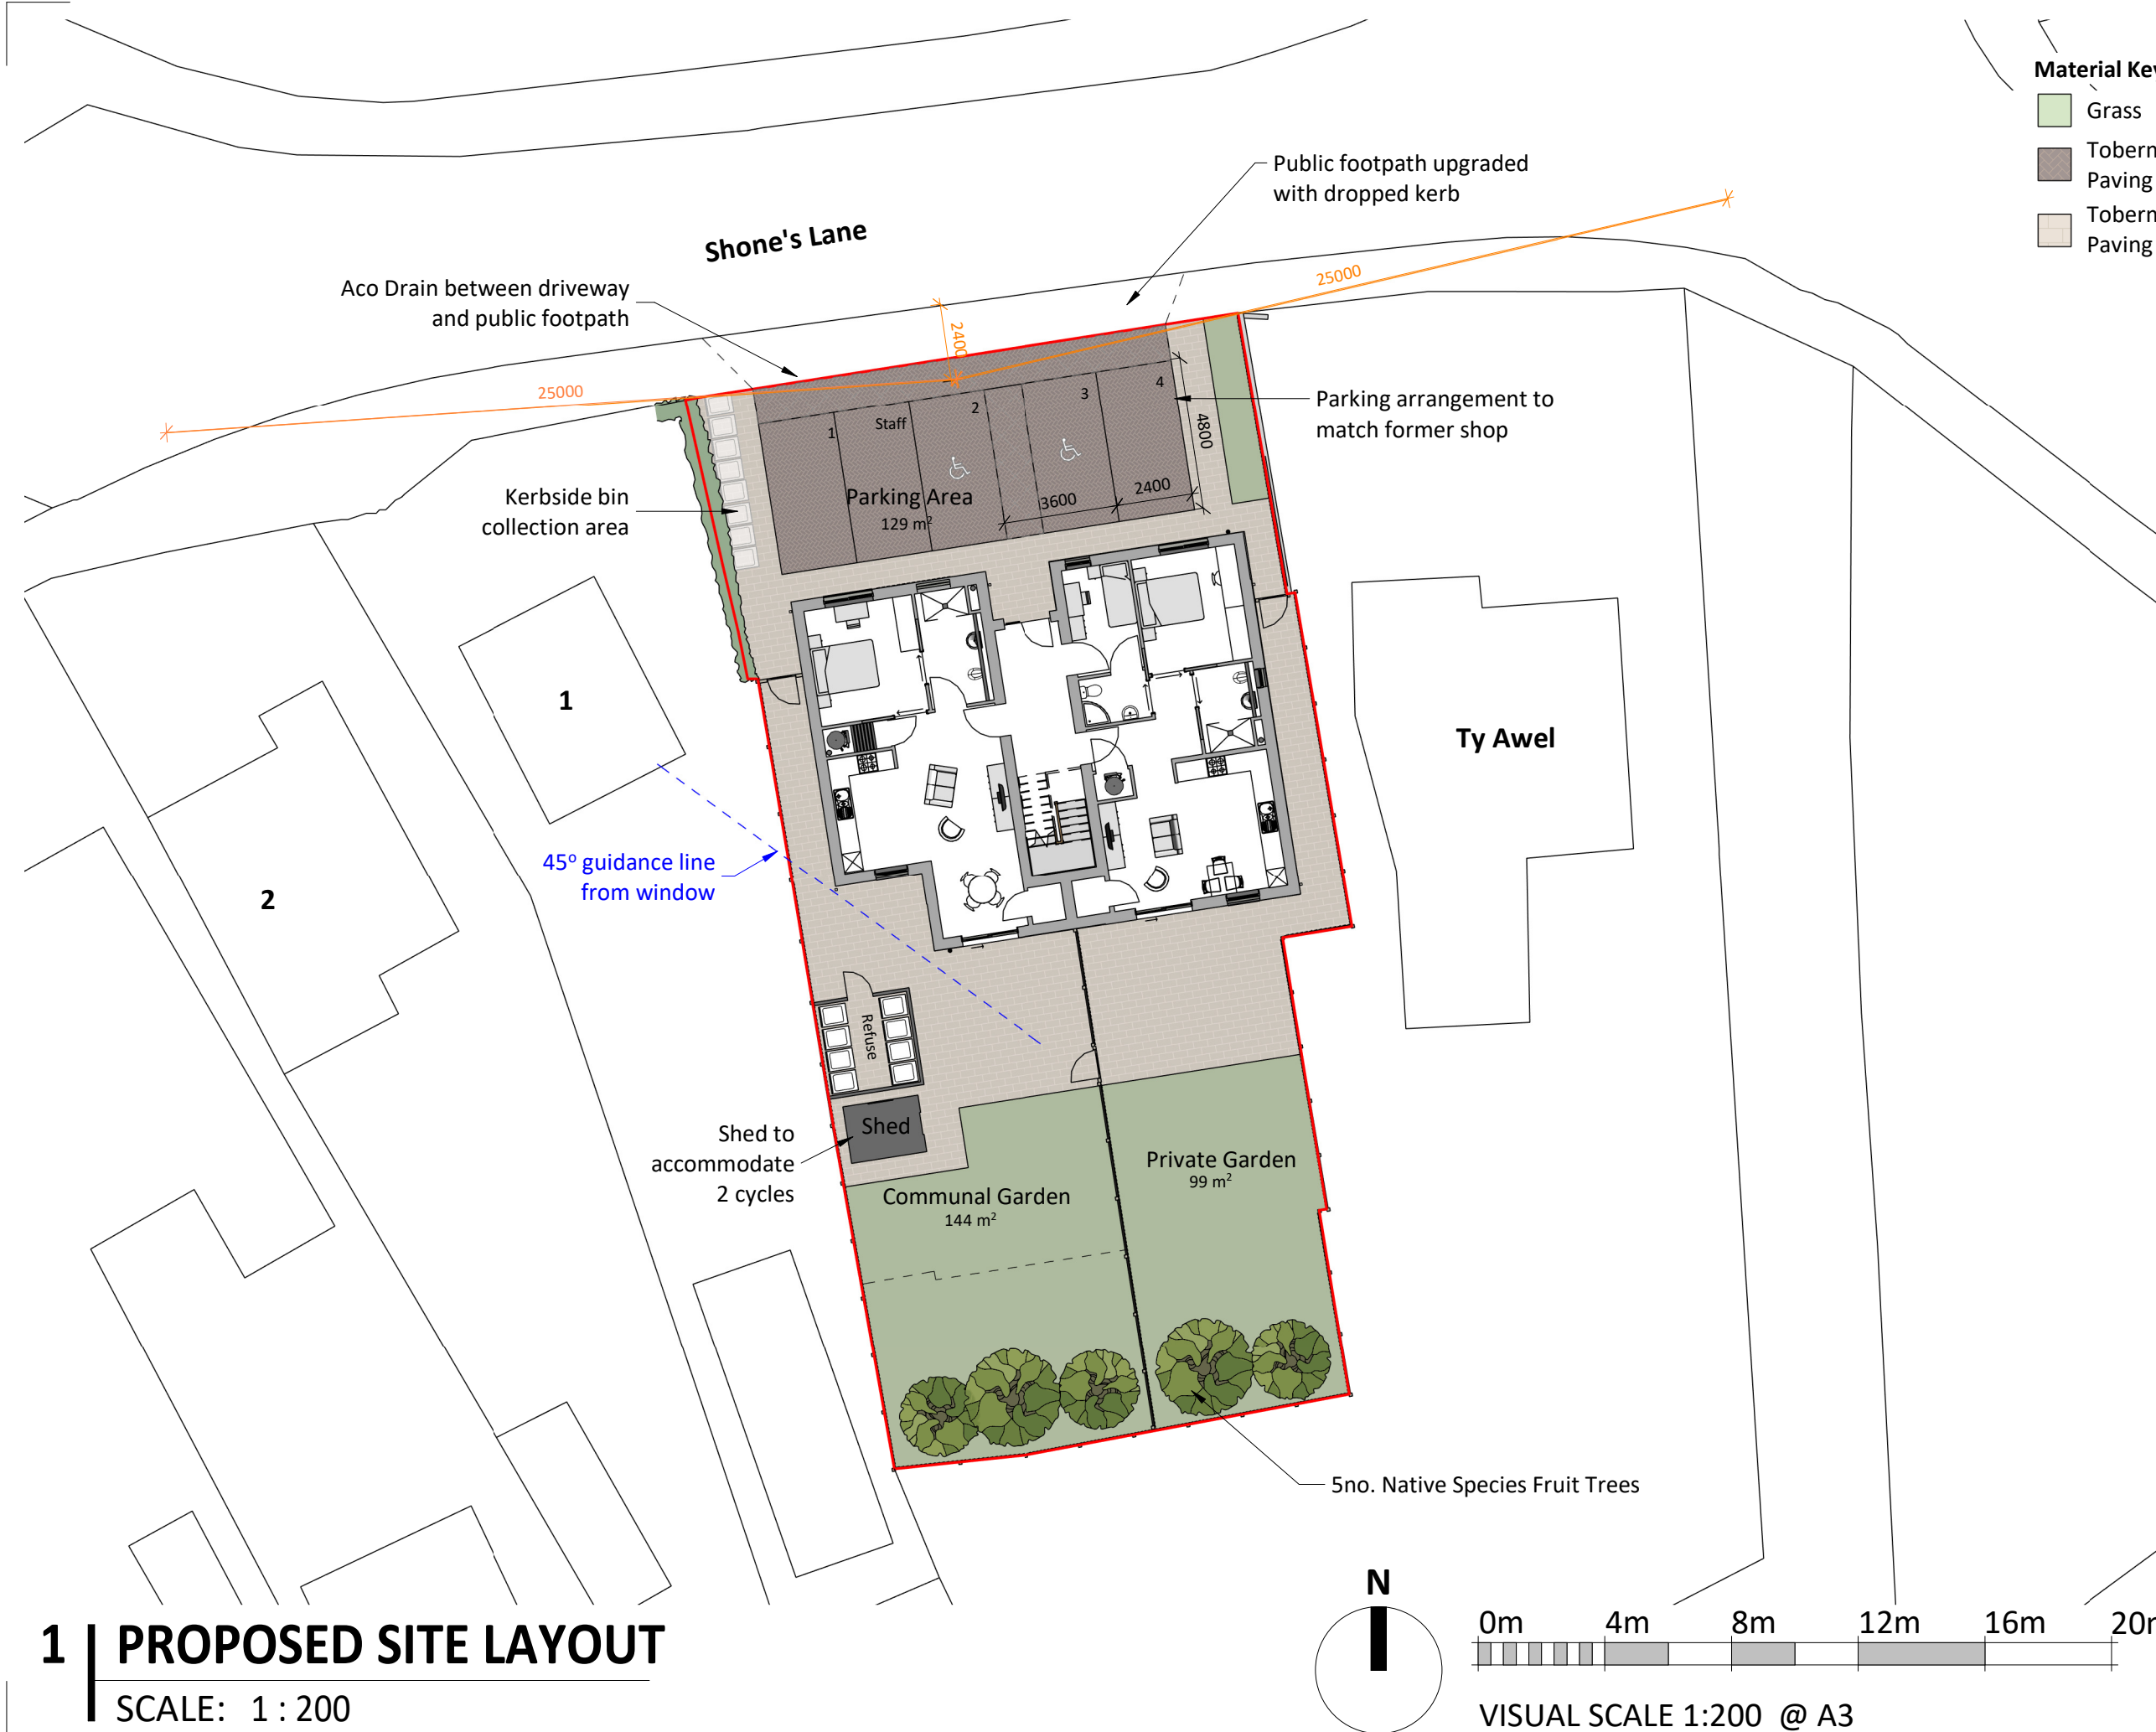 Material Key
Grass
Tobern
Paving
Tobern
Paving
Public footpath upgraded
with dropped kerb
Shone's Lane
Aco Drain between driveway
and public footpath
25000
2400
25000
Parking arrangement to
match former shop
Kerbside bin
collection area
1
Staff
2
3
4
4800
3600
2400
Parking Area
129 m²
1
2
Ty Awel
45° guidance line
from window
Refuse
Shed
Shed to
accommodate
2 cycles
Communal Garden
144 m²
Private Garden
99 m²
5no. Native Species Fruit Trees
1
PROPOSED SITE LAYOUT
SCALE: 1 : 200
N
0m 4m 8m 12m 16m 20m
VISUAL SCALE 1:200 @ A3